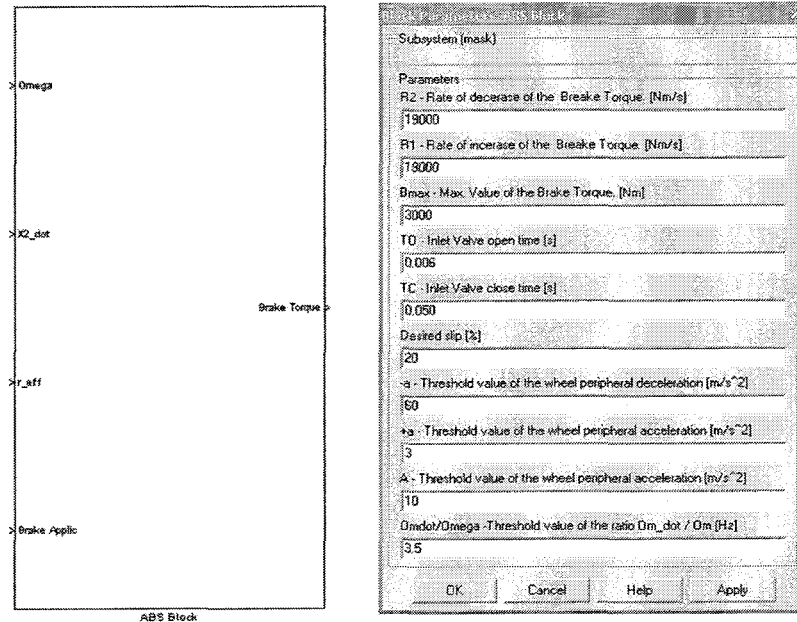 Omega
X2_dot
r_eff
Brake Applic
Brake Torque
ABS Block
Block Parameters: ABS Block
Subsystem (mask)
Parameters
R2 - Rate of decerase of the Breake Torque. [Nm/s]
19000
R1 - Rate of incerase of the Breake Torque. [Nm/s]
19000
Bmax - Max. Value of the Brake Torque. [Nm]
3000
TO - Inlet Valve open time [s]
0.006
TC - Inlet Valve close time [s]
0.050
Desired slip [%]
20
-a - Threshold value of the wheel peripheral deceleration [m/s^2]
60
+a - Threshold value of the wheel peripheral acceleration [m/s^2]
3
A - Threshold value of the wheel peripheral acceleration [m/s^2]
10
Omdot/Omega -Threshold value of the ratio Om_dot / Om [Hz]
3.5
OK Cancel Help Apply